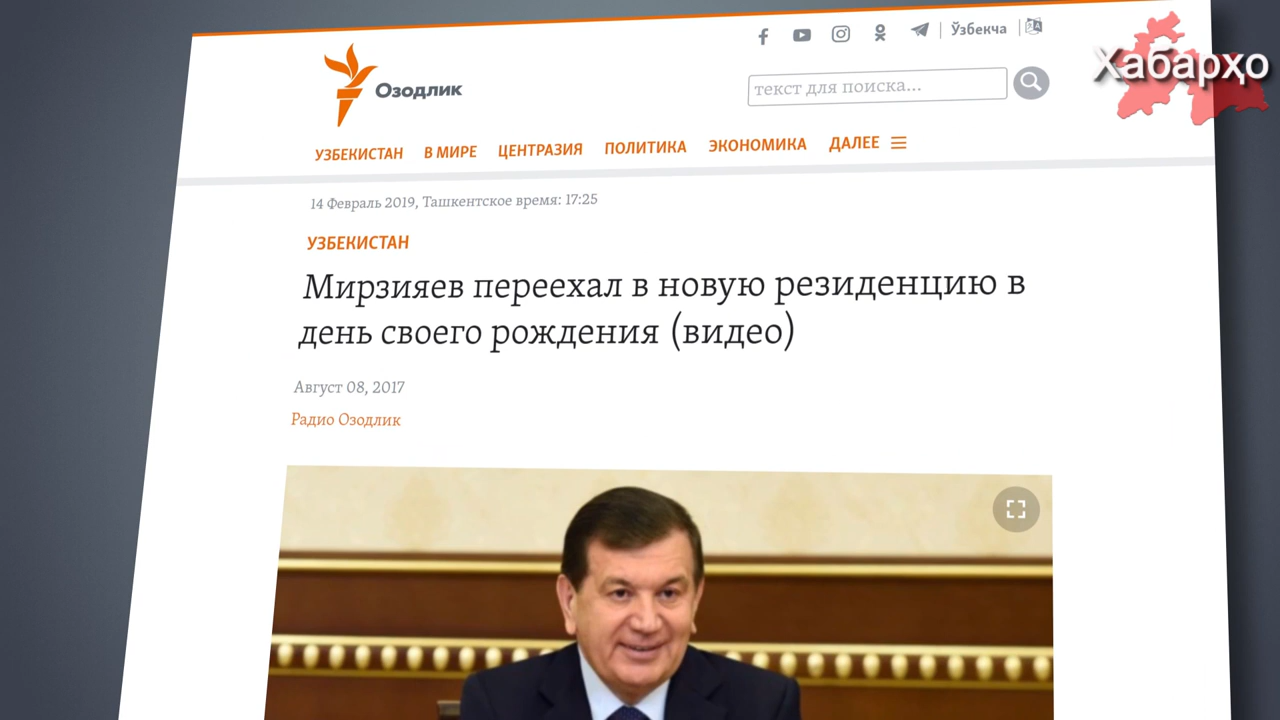 Ўзбекча
Хабарҳо
Озодлик
текст для поиска...
УЗБЕКИСТАН В МИРЕ ЦЕНТРАЗИЯ ПОЛИТИКА ЭКОНОМИКА ДАЛЕЕ
14 Февраль 2019, Ташкентское время: 17:25
УЗБЕКИСТАН
Мирзияев переехал в новую резиденцию в
день своего рождения (видео)
Август 08, 2017
Радио Озодлик